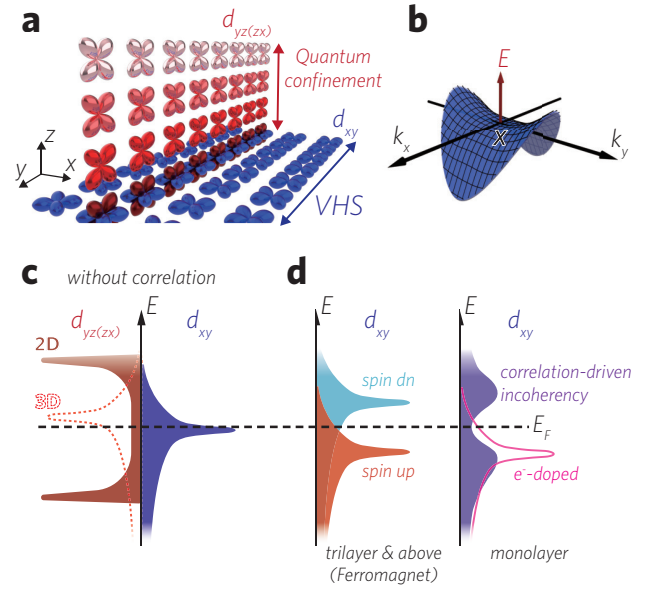 a
d_yz(zx)
Quantum
confinement
d_xy
z
y
x
VHS
b
E
X
k_x
k_y
c
without correlation
E
d_yz(zx)
d_xy
2D
3D
d
E
d_xy
spin dn
spin up
E
d_xy
correlation-driven
incoherency
E_F
e⁻-doped
trilayer & above
(Ferromagnet)
monolayer